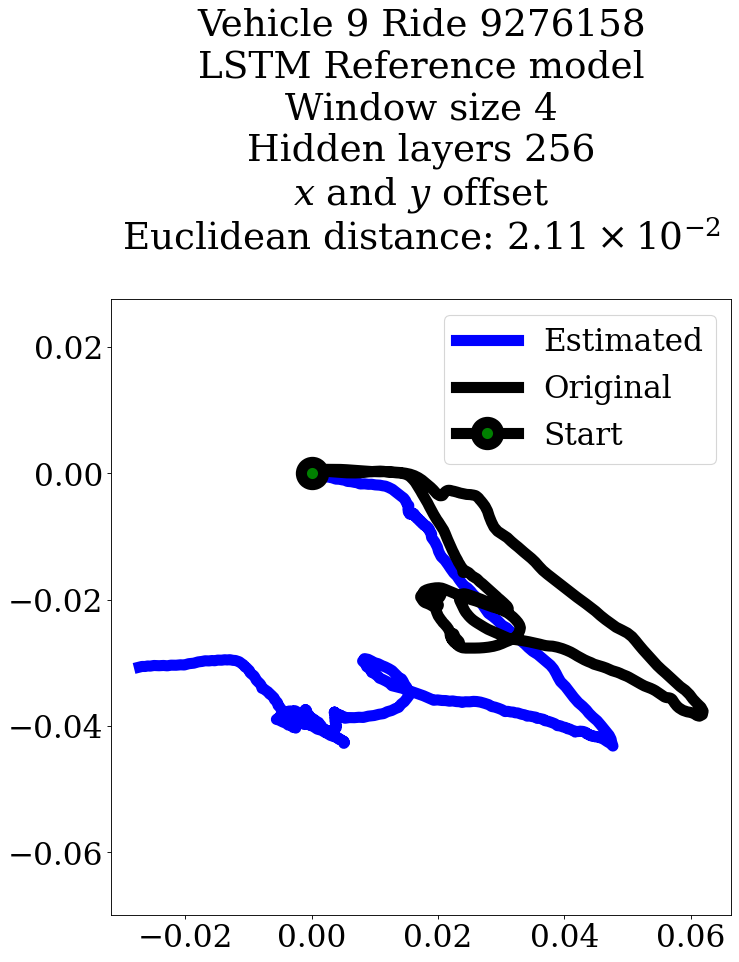 Vehicle 9 Ride 9276158
LSTM Reference model
Window size 4
Hidden layers 256
x and y offset
Euclidean distance: 2.11 × 10⁻²
Estimated
Original
Start
0.02
0.00
−0.02
−0.04
−0.06
−0.02 0.00 0.02 0.04 0.06